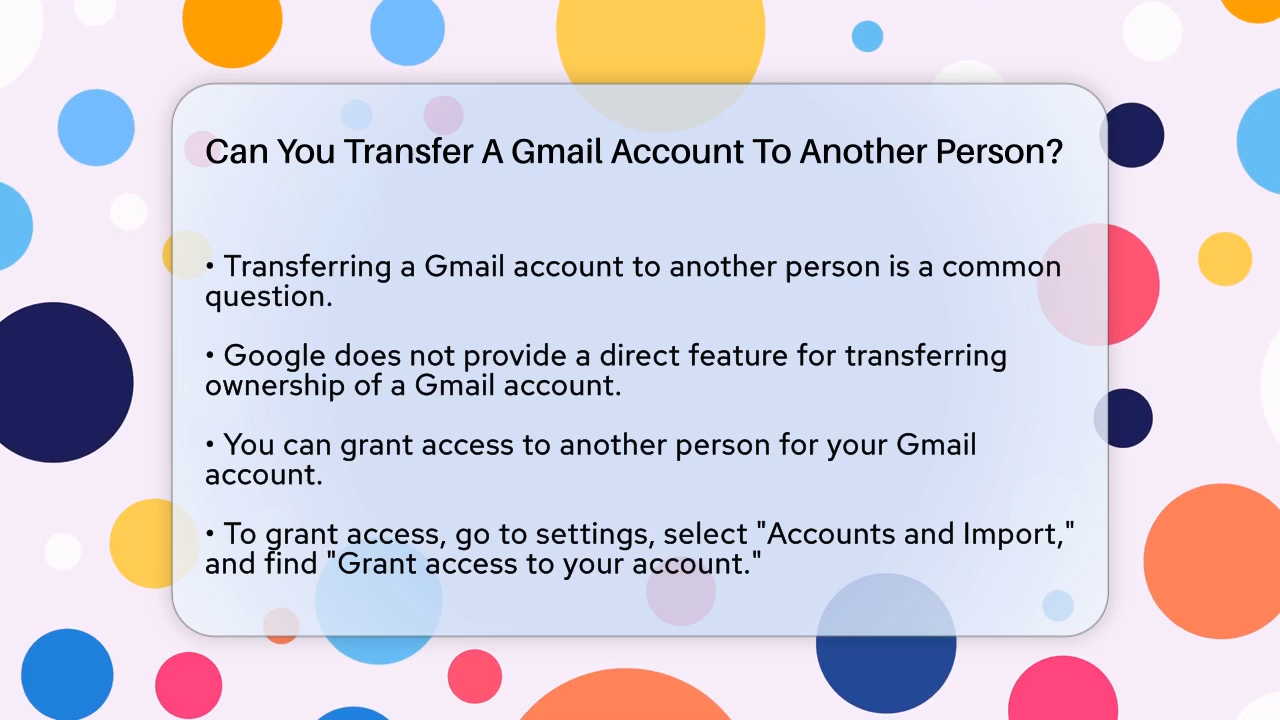 Can You Transfer A Gmail Account To Another Person?
• Transferring a Gmail account to another person is a common
question.
• Google does not provide a direct feature for transferring
ownership of a Gmail account.
• You can grant access to another person for your Gmail
account.
• To grant access, go to settings, select "Accounts and Import,"
and find "Grant access to your account."